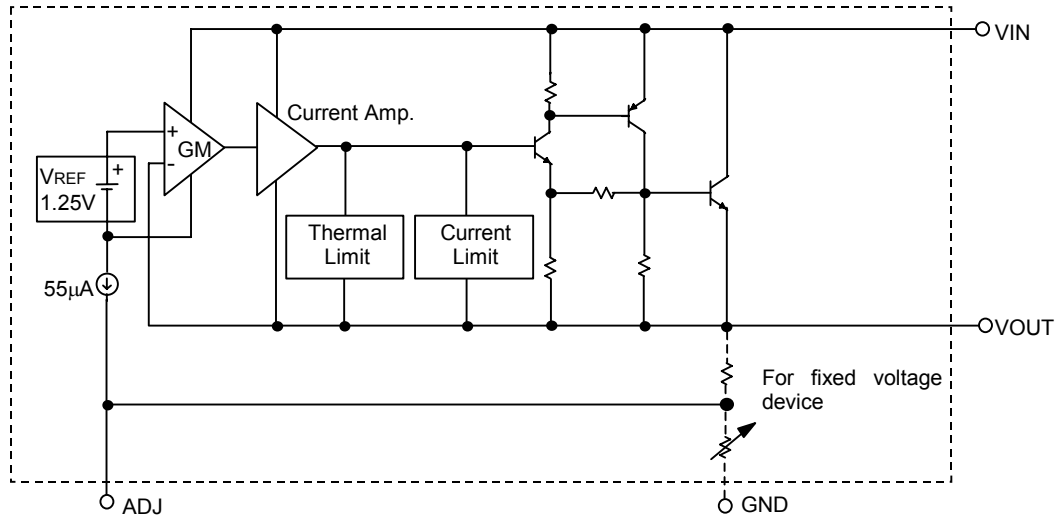 VIN
Current Amp.
+
GM
-
+
VREF
1.25V
Thermal
Limit
Current
Limit
55μA
VOUT
For fixed voltage
device
ADJ
GND